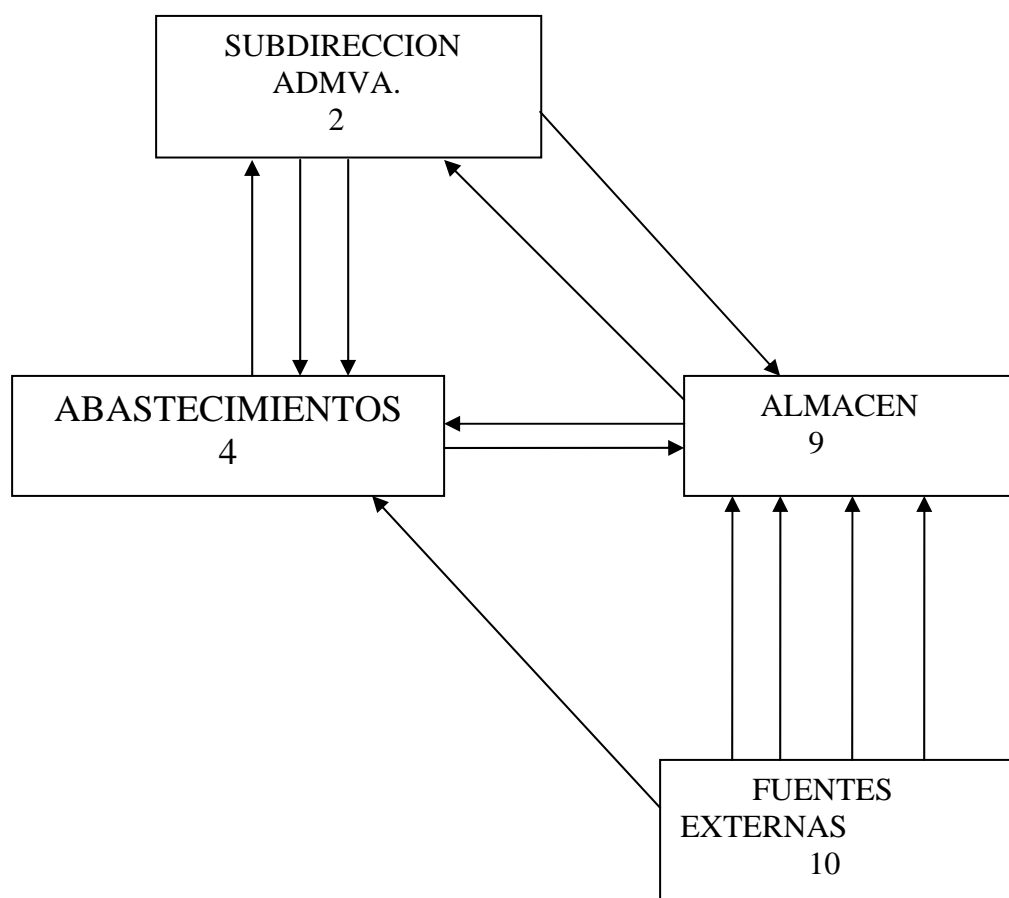 SUBDIRECCION
ADMVA.
2
ABASTECIMIENTOS
4
ALMACEN
9
FUENTES
EXTERNAS
10